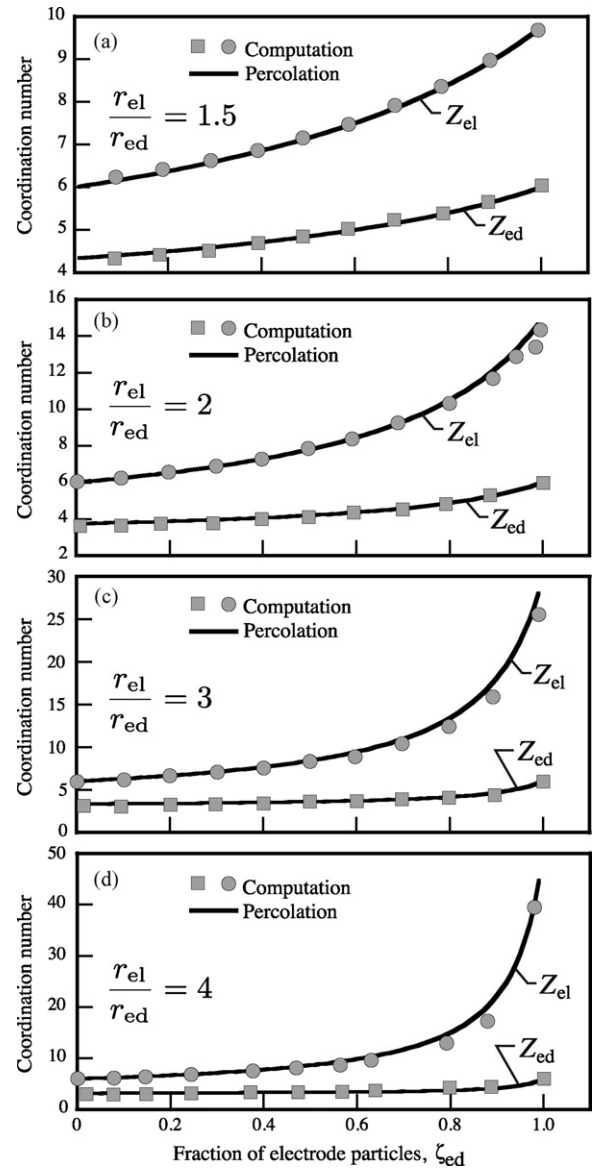 10
(a)
Computation
9
Percolation
Coordination number
8
r_el/r_ed = 1.5
Z_el
7
6
5
Z_ed
4
16
(b)
Computation
14
Percolation
12
Coordination number
r_el/r_ed = 2
10
Z_el
8
6
4
Z_ed
2
30
(c)
Computation
25
Percolation
20
Coordination number
r_el/r_ed = 3
Z_el
15
10
Z_ed
5
0
50
(d)
Computation
40
Percolation
30
Coordination number
r_el/r_ed = 4
Z_el
20
Z_ed
10
0
0 0.2 0.4 0.6 0.8 1.0
Fraction of electrode particles, ζ_ed